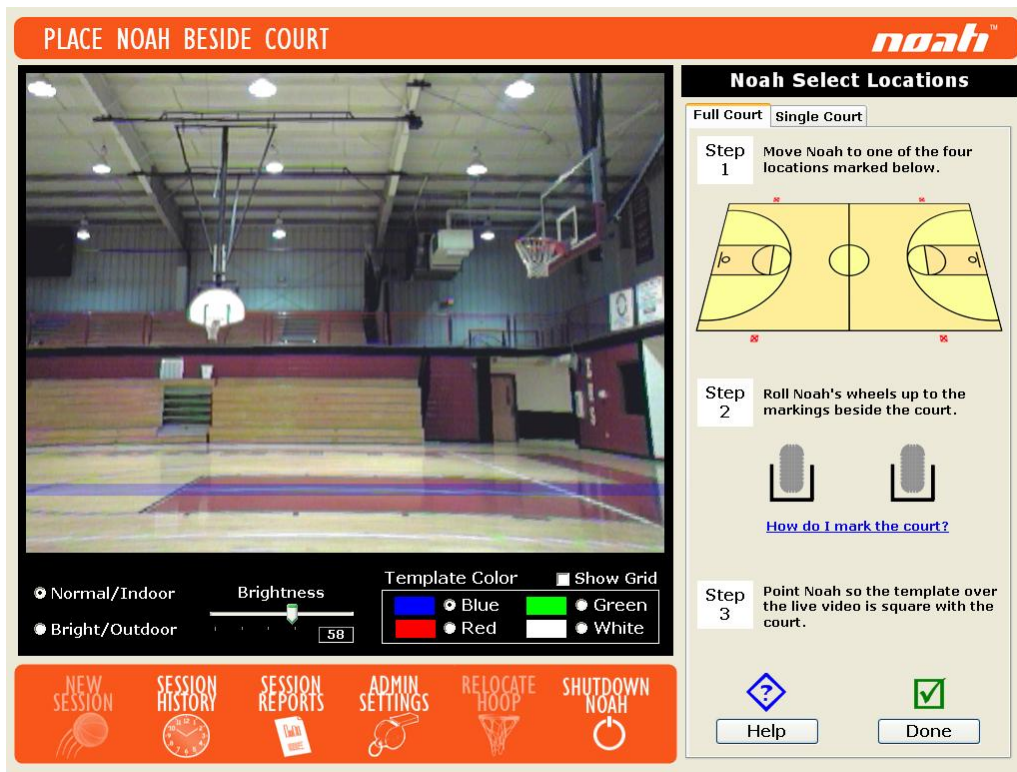 PLACE NOAH BESIDE COURT
noah™
Noah Select Locations
Full Court
Single Court
Step
1
Move Noah to one of the four
locations marked below.
Step
2
Roll Noah's wheels up to the
markings beside the court.
How do I mark the court?
Step
3
Point Noah so the template over
the live video is square with the
court.
Help
Done
Normal/Indoor
Bright/Outdoor
Brightness
58
Template Color
Show Grid
Blue
Green
Red
White
NEW
SESSION
SESSION
HISTORY
SESSION
REPORTS
ADMIN
SETTINGS
RELOCATE
HOOP
SHUTDOWN
NOAH